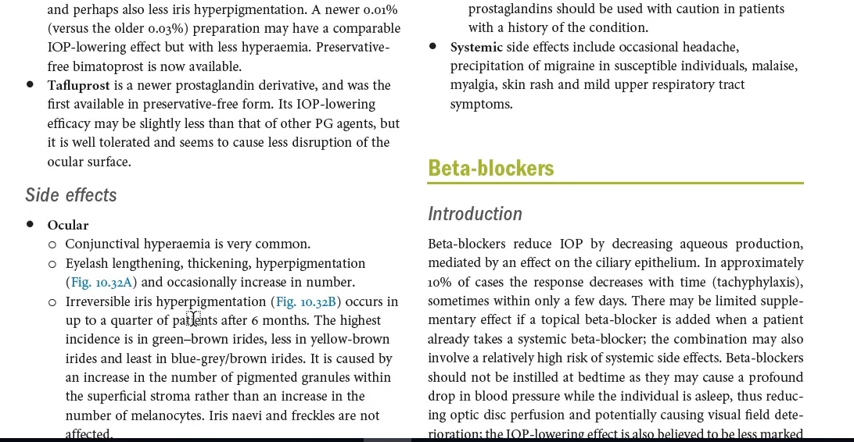 and perhaps also less iris hyperpigmentation. A newer 0.01%
(versus the older 0.03%) preparation may have a comparable
IOP-lowering effect but with less hyperaemia. Preservative-
free bimatoprost is now available.
● Tafluprost is a newer prostaglandin derivative, and was the
first available in preservative-free form. Its IOP-lowering
efficacy may be slightly less than that of other PG agents, but
it is well tolerated and seems to cause less disruption of the
ocular surface.
Side effects
● Ocular
○ Conjunctival hyperaemia is very common.
○ Eyelash lengthening, thickening, hyperpigmentation
(Fig. 10.32A) and occasionally increase in number.
○ Irreversible iris hyperpigmentation (Fig. 10.32B) occurs in
up to a quarter of patients after 6 months. The highest
incidence is in green–brown irides, less in yellow-brown
irides and least in blue-grey/brown irides. It is caused by
an increase in the number of pigmented granules within
the superficial stroma rather than an increase in the
number of melanocytes. Iris naevi and freckles are not
affected.
prostaglandins should be used with caution in patients
with a history of the condition.
● Systemic side effects include occasional headache,
precipitation of migraine in susceptible individuals, malaise,
myalgia, skin rash and mild upper respiratory tract
symptoms.
Beta-blockers
Introduction
Beta-blockers reduce IOP by decreasing aqueous production,
mediated by an effect on the ciliary epithelium. In approximately
10% of cases the response decreases with time (tachyphylaxis),
sometimes within only a few days. There may be limited supple-
mentary effect if a topical beta-blocker is added when a patient
already takes a systemic beta-blocker; the combination may also
involve a relatively high risk of systemic side effects. Beta-blockers
should not be instilled at bedtime as they may cause a profound
drop in blood pressure while the individual is asleep, thus reduc-
ing optic disc perfusion and potentially causing visual field dete-
rioration; the IOP-lowering effect is also believed to be less marked